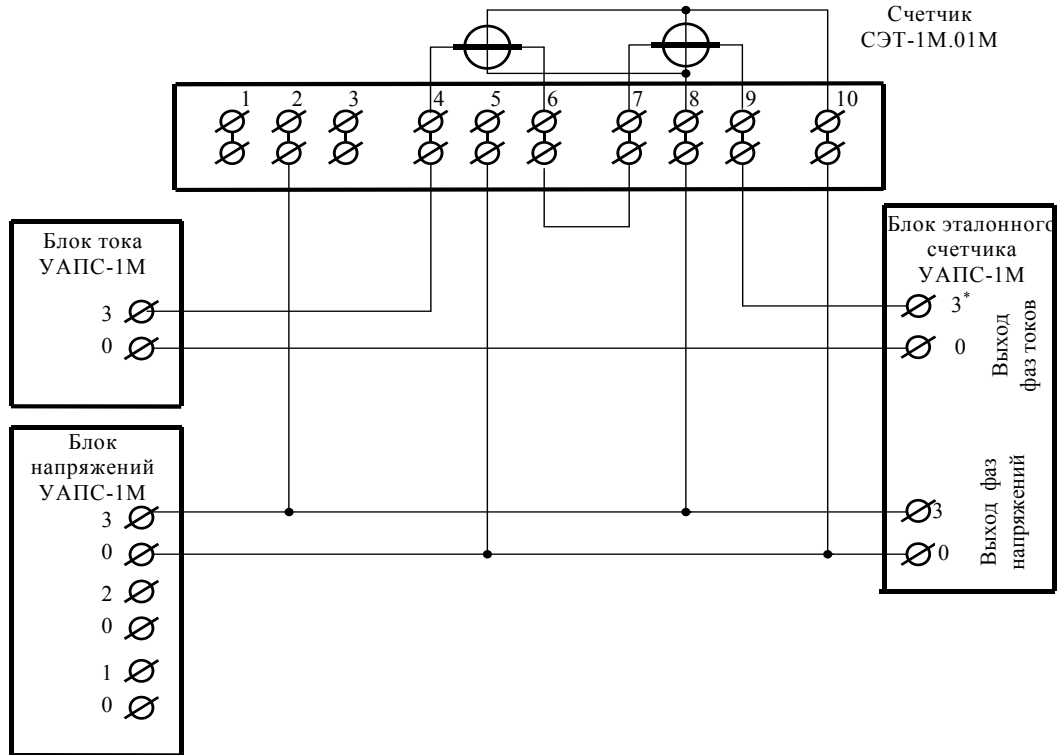 Счетчик
СЭТ-1М.01М
1 2 3 4 5 6 7 8 9 10
Блок тока
УАПС-1М
3
0
Блок эталонного
счетчика
УАПС-1М
3*
0
Выход
фаз токов
Блок
напряжений
УАПС-1М
3
0
2
0
1
0
3
0
Выход фаз
напряжений